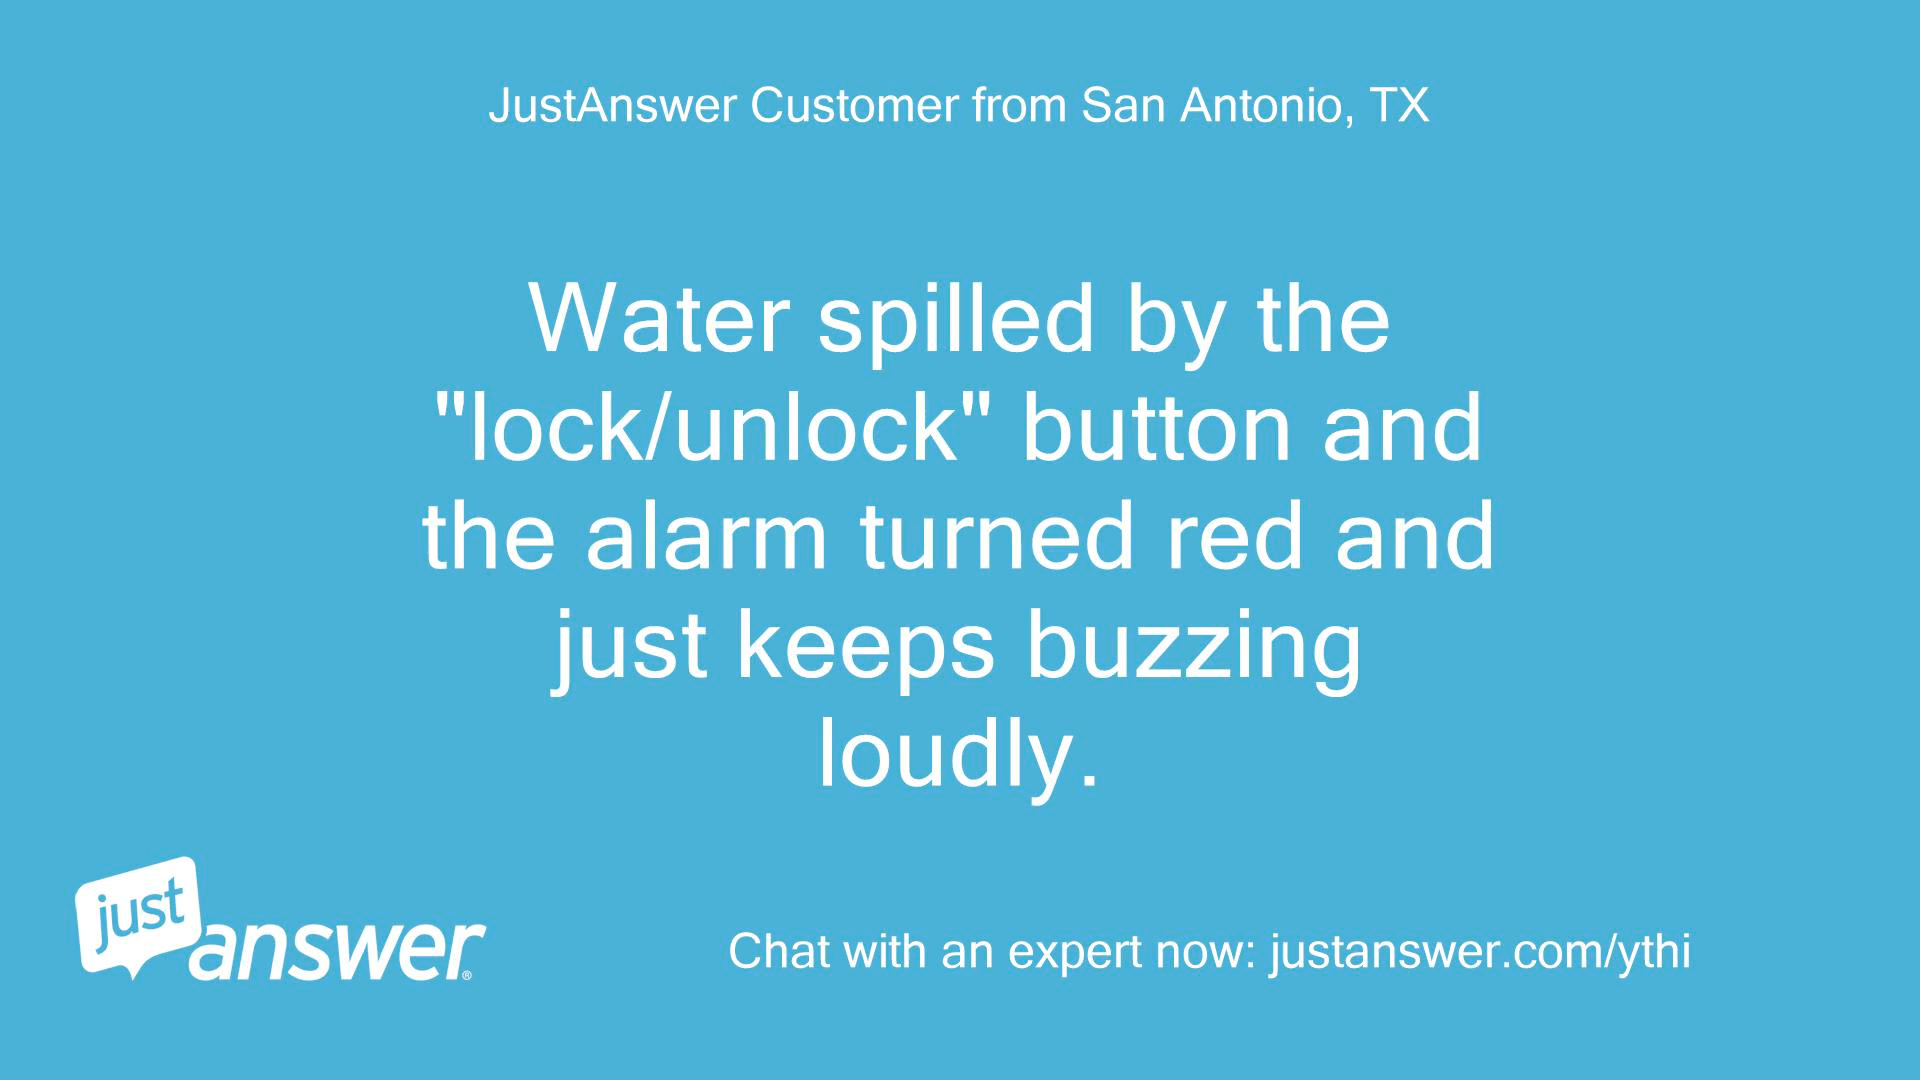 JustAnswer Customer from San Antonio, TX
Water spilled by the
"lock/unlock" button and
the alarm turned red and
just keeps buzzing
loudly.
just
answer®
Chat with an expert now: justanswer.com/ythi